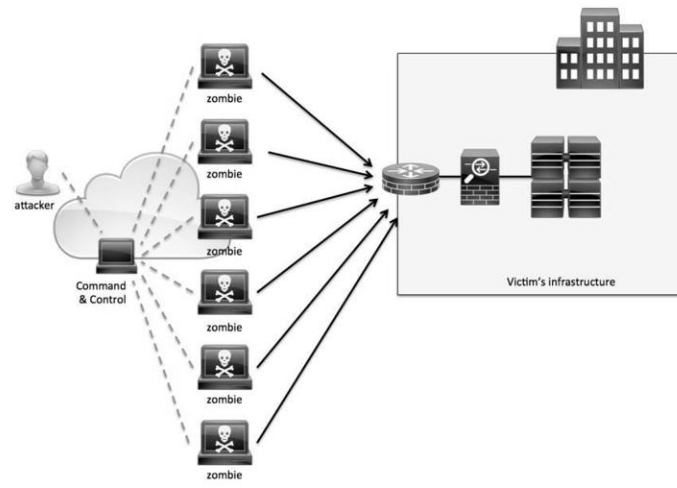 zombie
zombie
attacker
zombie
Command
& Control
Victim's infrastructure
zombie
zombie
zombie